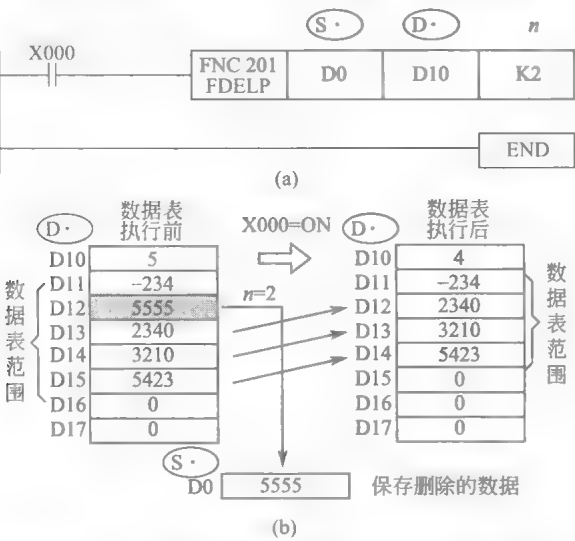 S· D· n
X000
FNC 201
FDELP D0 D10 K2
END
(a)
数据表
执行前
D·
X000=ON
数据表
执行后
D·
D10 5
D11 -234
D12 5555
D13 2340
D14 3210
D15 5423
D16 0
D17 0
数据表范围
n=2
D10 4
D11 -234
D12 2340
D13 3210
D14 5423
D15 0
D16 0
D17 0
数据表范围
S·
D0 5555 保存删除的数据
(b)